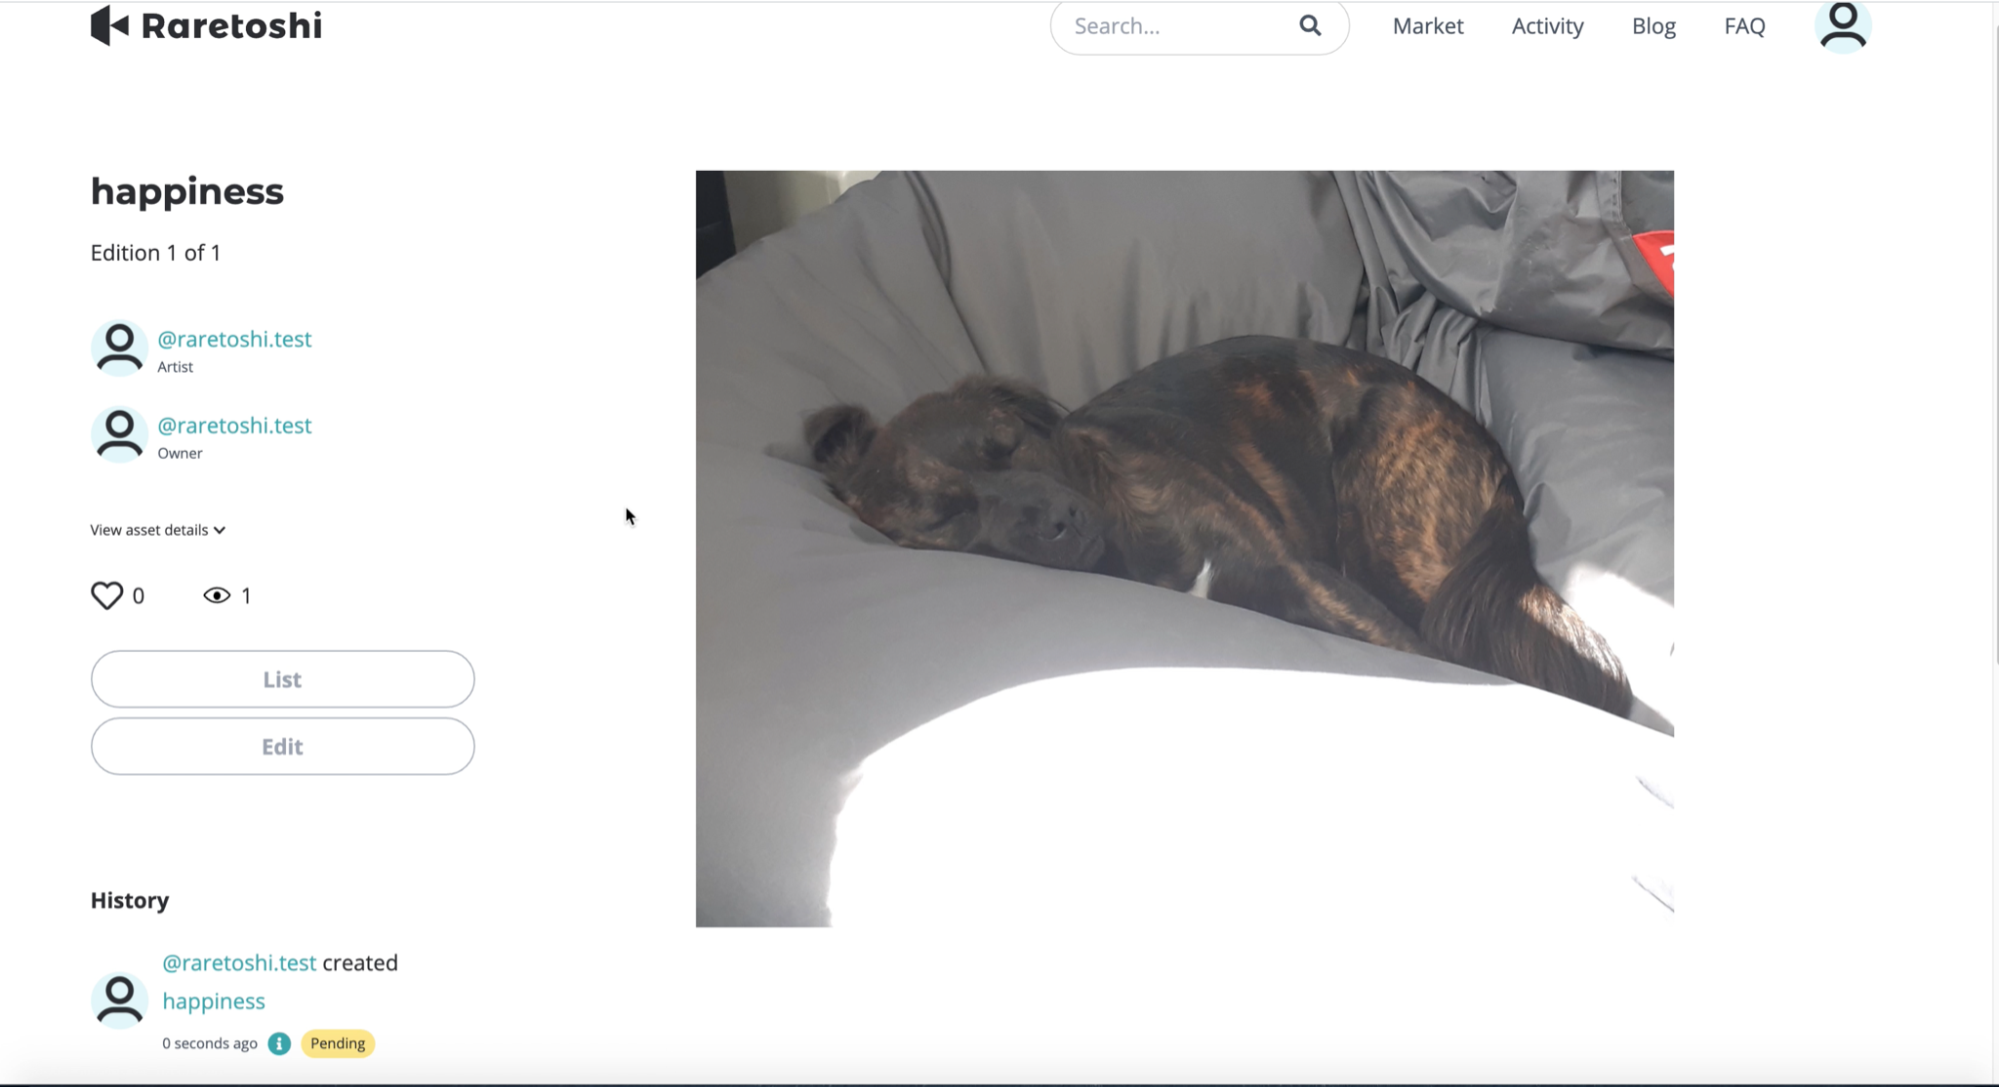 Raretoshi
Search...
Market
Activity
Blog
FAQ
happiness
Edition 1 of 1
@raretoshi.test
Artist
@raretoshi.test
Owner
View asset details
0
1
List
Edit
History
@raretoshi.test created
happiness
0 seconds ago
Pending